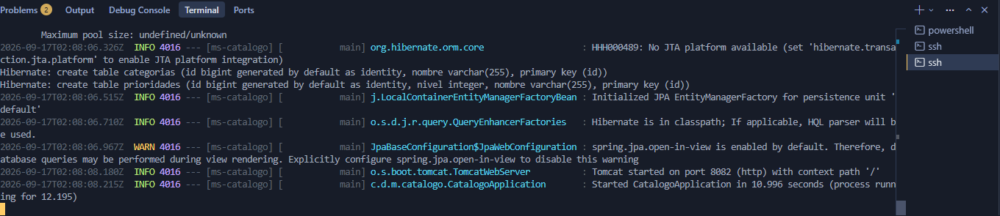 Problems 2 Output Debug Console Terminal Ports
powershell
ssh
ssh
Maximum pool size: undefined/unknown
2026-09-17T02:08:06.326Z  INFO 4016 --- [ms-catalogo] [           main] org.hibernate.orm.core                   : HHH000489: No JTA platform available (set 'hibernate.transa
ction.jta.platform' to enable JTA platform integration)
Hibernate: create table categorias (id bigint generated by default as identity, nombre varchar(255), primary key (id))
Hibernate: create table prioridades (id bigint generated by default as identity, nivel integer, nombre varchar(255), primary key (id))
2026-09-17T02:08:06.515Z  INFO 4016 --- [ms-catalogo] [           main] j.LocalContainerEntityManagerFactoryBean : Initialized JPA EntityManagerFactory for persistence unit '
default'
2026-09-17T02:08:06.710Z  INFO 4016 --- [ms-catalogo] [           main] o.s.d.j.r.query.QueryEnhancerFactories   : Hibernate is in classpath; If applicable, HQL parser will b
e used.
2026-09-17T02:08:06.967Z  WARN 4016 --- [ms-catalogo] [           main] JpaBaseConfiguration$JpaWebConfiguration : spring.jpa.open-in-view is enabled by default. Therefore, d
atabase queries may be performed during view rendering. Explicitly configure spring.jpa.open-in-view to disable this warning
2026-09-17T02:08:08.180Z  INFO 4016 --- [ms-catalogo] [           main] o.s.boot.tomcat.TomcatWebServer          : Tomcat started on port 8082 (http) with context path '/'
2026-09-17T02:08:08.215Z  INFO 4016 --- [ms-catalogo] [           main] c.d.m.catalogo.CatalogoApplication       : Started CatalogoApplication in 10.996 seconds (process runn
ing for 12.195)